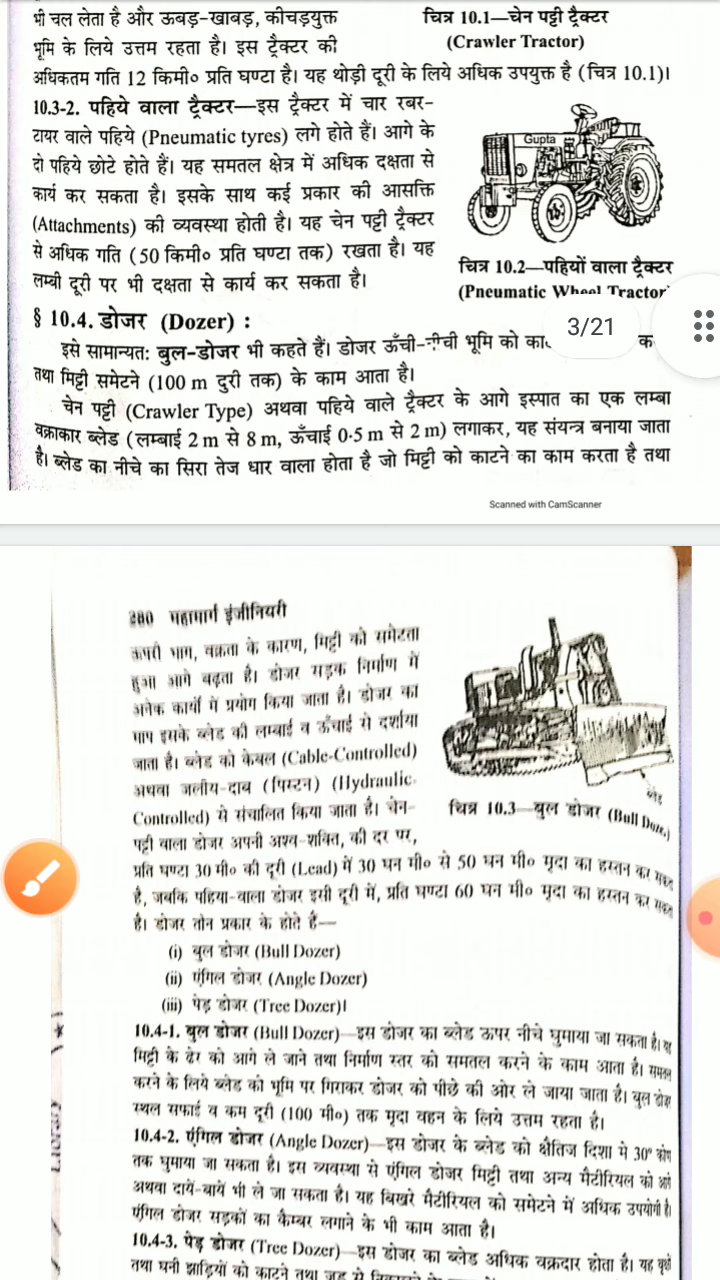 भी चल लेता है और ऊबड़-खाबड़, कीचड़युक्त
भूमि के लिये उत्तम रहता है। इस ट्रैक्टर की
चित्र 10.1—चेन पट्टी ट्रैक्टर
(Crawler Tractor)
अधिकतम गति 12 किमी० प्रति घण्टा है। यह थोड़ी दूरी के लिये अधिक उपयुक्त है (चित्र 10.1)।
10.3-2. पहिये वाला ट्रैक्टर—इस ट्रैक्टर में चार रबर-
टायर वाले पहिये (Pneumatic tyres) लगे होते हैं। आगे के
दो पहिये छोटे होते हैं। यह समतल क्षेत्र में अधिक दक्षता से
कार्य कर सकता है। इसके साथ कई प्रकार की आसक्ति
(Attachments) की व्यवस्था होती है। यह चेन पट्टी ट्रैक्टर
से अधिक गति (50 किमी० प्रति घण्टा तक) रखता है। यह
लम्बी दूरी पर भी दक्षता से कार्य कर सकता है।
Gupta
चित्र 10.2—पहियों वाला ट्रैक्टर
(Pneumatic Wheel Tractor
3/21
§ 10.4. डोजर (Dozer) :
इसे सामान्यत: बुल-डोजर भी कहते हैं। डोजर ऊँची-नीची भूमि को
तथा मिट्टी समेटने (100 m दुरी तक) के काम आता है।
चेन पट्टी (Crawler Type) अथवा पहिये वाले ट्रैक्टर के आगे इस्पात का एक लम्बा
वक्राकार ब्लेड (लम्बाई 2 m से 8 m, ऊँचाई 0·5 m से 2 m) लगाकर, यह संयन्त्र बनाया जाता
है। ब्लेड का नीचे का सिरा तेज धार वाला होता है जो मिट्टी को काटने का काम करता है तथा
Scanned with CamScanner
280 महामार्ग इंजीनियरी
ऊपरी भाग, वक्रता के कारण, मिट्टी को समेटता
हुआ आगे बढ़ता है। डोजर सड़क निर्माण में
अनेक कार्यों में प्रयोग किया जाता है। डोजर का
माप इसके ब्लेड की लम्बाई व ऊँचाई से दर्शाया
जाता है। ब्लेड को केबल (Cable-Controlled)
अथवा जलीय-दाब (पिस्टन) (Hydraulic-
Controlled) से संचालित किया जाता है। चेन-
पट्टी वाला डोजर अपनी अश्व-शक्ति, की दर पर,
ब्लेड
चित्र 10.3—बुल डोजर (Bull Dozer)
प्रति घण्टा 30 मी० की दूरी (Lead) में 30 घन मी० से 50 घन मी० मृदा का हस्तन कर सकता
है, जबकि पहिया-वाला डोजर इसी दूरी में, प्रति घण्टा 60 घन मी० मृदा का हस्तन कर सकता
है। डोजर तीन प्रकार के होते हैं—
(i) बुल डोजर (Bull Dozer)
(ii) एंगिल डोजर (Angle Dozer)
(iii) पेड़ डोजर (Tree Dozer)।
10.4-1. बुल डोजर (Bull Dozer)—इस डोजर का ब्लेड ऊपर नीचे घुमाया जा सकता है। यह
मिट्टी के ढेर को आगे ले जाने तथा निर्माण स्तर को समतल करने के काम आता है। समतल
करने के लिये ब्लेड को भूमि पर गिराकर डोजर को पीछे की ओर ले जाया जाता है। बुल डोजर
स्थल सफाई व कम दूरी (100 मी०) तक मृदा वहन के लिये उत्तम रहता है।
10.4-2. एंगिल डोजर (Angle Dozer)—इस डोजर के ब्लेड को क्षैतिज दिशा मे 30° कोण
तक घुमाया जा सकता है। इस व्यवस्था से एंगिल डोजर मिट्टी तथा अन्य मैटीरियल को आगे
अथवा दायें-बायें भी ले जा सकता है। यह बिखरे मैटीरियल को समेटने में अधिक उपयोगी है।
एंगिल डोजर सड़कों का कैम्बर लगाने के भी काम आता है।
10.4-3. पेड़ डोजर (Tree Dozer)—इस डोजर का ब्लेड अधिक वक्रदार होता है। यह वृक्षों
तथा घनी झाड़ियों को काटने तथा जड़ से
Library